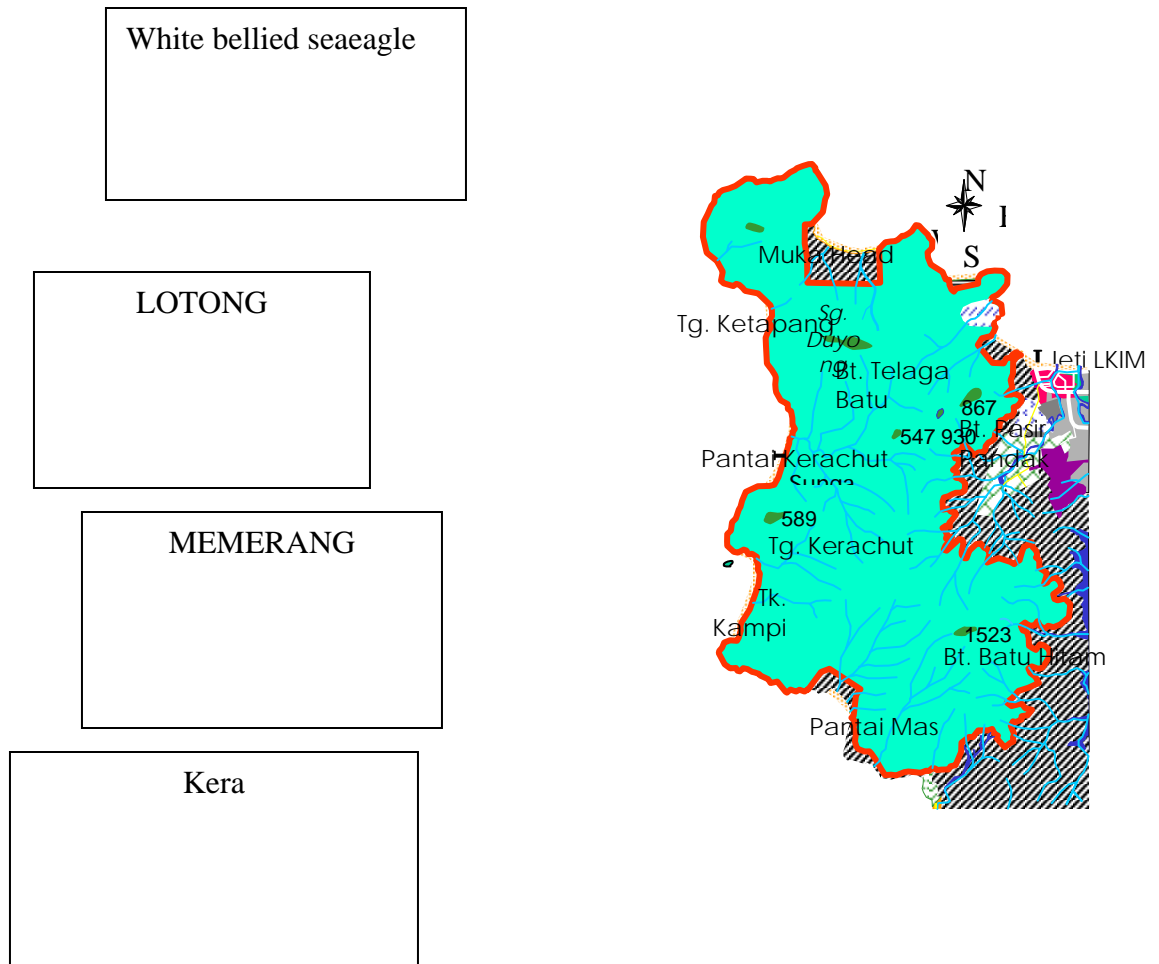 White bellied seaeagle
LOTONG
MEMERANG
Kera
N
S
Muka Head
Tg. Ketapang
Sg.
Duyo
ng
Bt. Telaga
Batu
Jeti LKIM
867
Bt. Pasir
Pandak
547 930
Pantai Kerachut
Sunga
589
Tg. Kerachut
Tk.
Kampi
1523
Bt. Batu Hitam
Pantai Mas